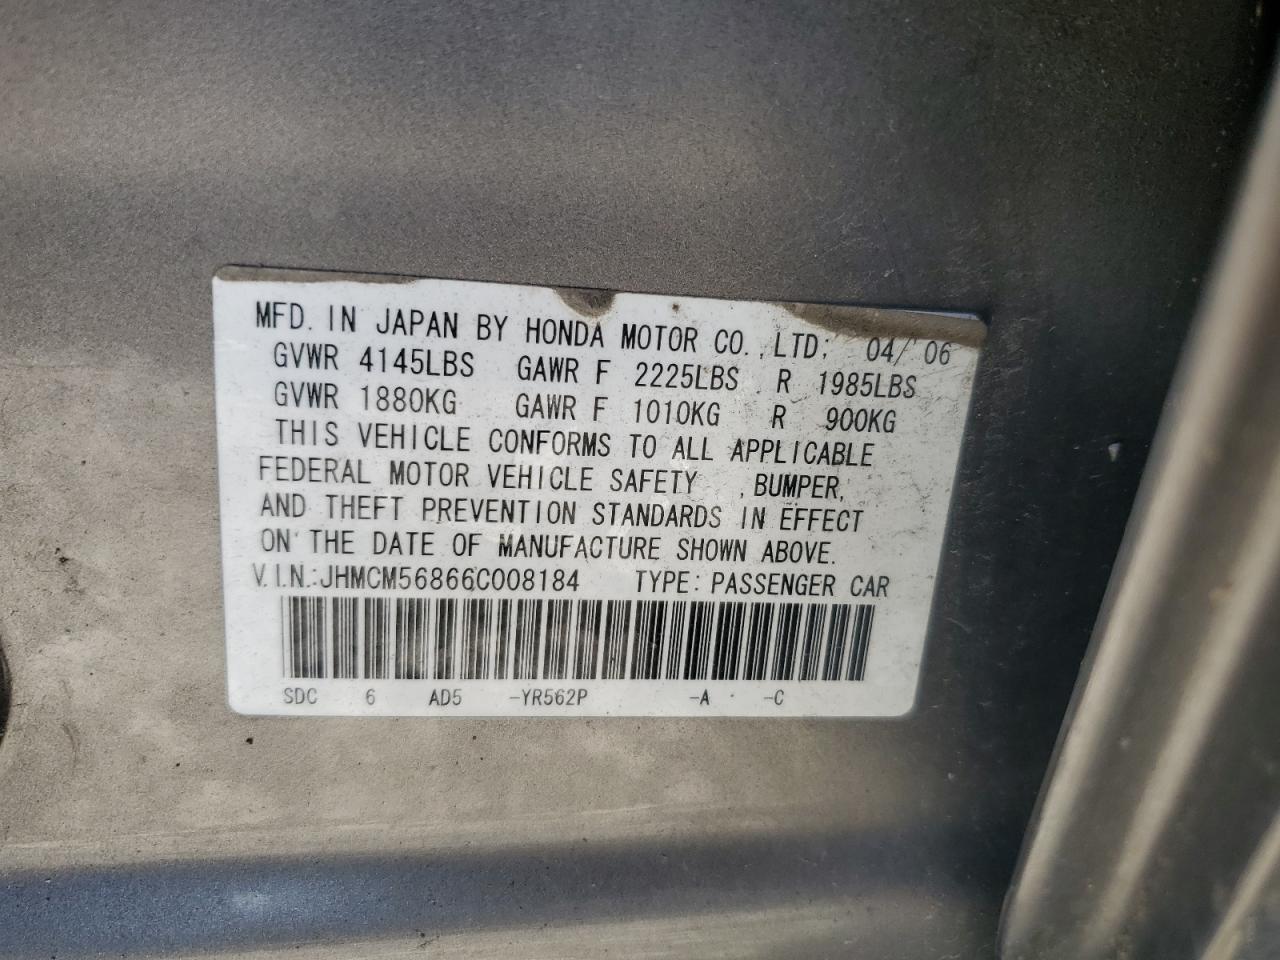 MFD. IN JAPAN BY HONDA MOTOR CO., LTD; 04/ 06
GVWR 4145LBS GAWR F 2225LBS R 1985LBS
GVWR 1880KG GAWR F 1010KG R 900KG
THIS VEHICLE CONFORMS TO ALL APPLICABLE
FEDERAL MOTOR VEHICLE SAFETY , BUMPER,
AND THEFT PREVENTION STANDARDS IN EFFECT
ON THE DATE OF MANUFACTURE SHOWN ABOVE.
V.I.N.:JHMCM56866C008184 TYPE: PASSENGER CAR
SDC 6 AD5 -YR562P -A -C